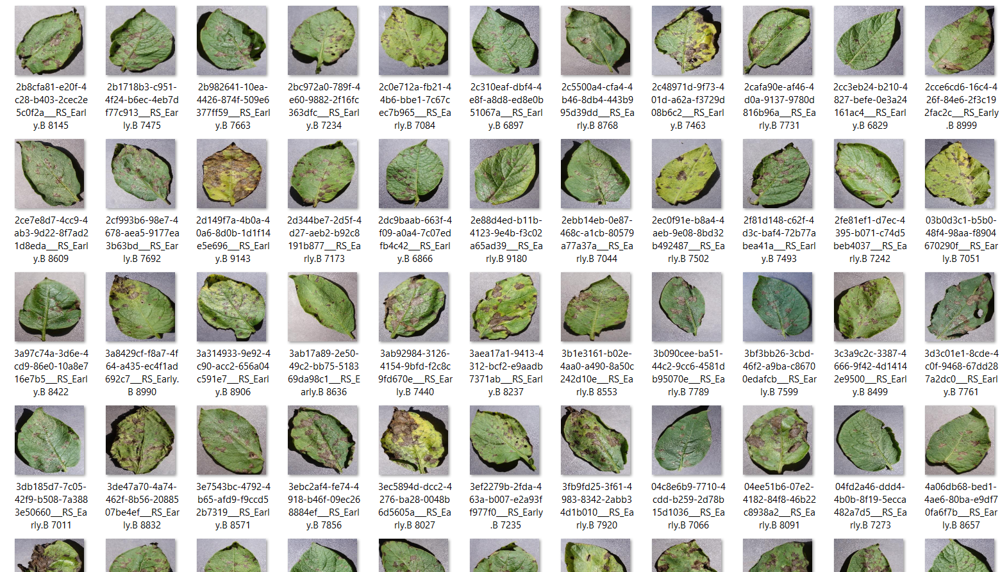 2b8cfa81-e20f-4
c28-b403-2cec2e
5c0f2a___RS_Earl
y.B 8145
2b1718b3-c951-
4f24-b6ec-4eb7d
f77c913___RS_Ear
ly.B 7475
2b982641-10ea-
4426-874f-509e6
377ff59___RS_Earl
y.B 7663
2bc972a0-789f-4
e60-9882-2f16fc
363dfc___RS_Earl
y.B 7234
2c0e712a-fb21-4
4b6-bbe1-7c67c
ec7b965___RS_Ea
rly.B 7084
2c310eaf-dbf4-4
e8f-a8d8-ed8e0b
51067a___RS_Earl
y.B 6897
2c5500a4-cfa4-4
b46-8db4-443b9
95d39dd___RS_Ea
rly.B 8768
2c48971d-9f73-4
01d-a62a-f3729d
08b6c2___RS_Earl
y.B 7463
2cafa90e-af46-4
d0a-9137-9780d
816b96a___RS_Ea
rly.B 7731
2cc3eb24-b210-4
827-befe-0e3a24
161ac4___RS_Earl
y.B 6829
2cce6cd6-16c4-4
26f-84e6-2f3c19
2fac2c___RS_Early
.B 8999
2ce7e8d7-4cc9-4
ab3-9d22-8f7ad2
1d8eda___RS_Earl
y.B 8609
2cf993b6-98e7-4
678-aea5-9177ea
3b63bd___RS_Ear
ly.B 7692
2d149f7a-4b0a-4
0a6-8d0b-1d1f14
e5e696___RS_Earl
y.B 9143
2d344be7-2d5f-4
d27-aeb2-b92c8
191b877___RS_Ea
rly.B 7173
2dc9baab-663f-4
f09-a0a4-7c07ed
fb4c42___RS_Earl
y.B 6866
2e88d4ed-b11b-
4123-9e4b-f3c02
a65ad39___RS_Ea
rly.B 9180
2ebb14eb-0e87-
468c-a1cb-80579
a77a37a___RS_Ea
rly.B 7044
2ec0f91e-b8a4-4
aeb-9e08-8bd32
b492487___RS_Ea
rly.B 7502
2f81d148-c62f-4
d3c-baf4-72b77a
bea41a___RS_Earl
y.B 7493
2fe81ef1-d7ec-4
395-b071-c74d5
beb4037___RS_Ea
rly.B 7242
03b0d3c1-b5b0-
48f4-98aa-f8904
670290f___RS_Ear
ly.B 7051
3a97c74a-3d6e-4
cd9-86e0-10a8e7
16e7b5___RS_Earl
y.B 8422
3a8429cf-f8a7-4f
64-a435-ec4f1ad
692c7___RS_Early.
B 8990
3a314933-9e92-4
c90-acc2-656a04
c591e7___RS_Earl
y.B 8906
3ab17a89-2e50-
49c2-bb75-5183
69da98c1___RS_E
arly.B 8636
3ab92984-3126-
4154-9bfd-f2c8c
9fd670e___RS_Ear
ly.B 7440
3aea17a1-9413-4
312-bcf2-e9aadb
7371ab___RS_Earl
y.B 8237
3b1e3161-b02e-
4aa0-a490-8a50c
242d10e___RS_Ea
rly.B 8553
3b090cee-ba51-
44c2-9cc6-4581d
b95070e___RS_Ea
rly.B 7789
3bf3bb26-3cbd-
46f2-a9ba-c8670
0edafcb___RS_Ear
ly.B 7599
3c3a9c2c-3387-4
666-9f42-4d1414
2e9500___RS_Earl
y.B 8499
3d3c01e1-8cde-4
c0f-9468-67dd28
7a2dc0___RS_Earl
y.B 7761
3db185d7-7c05-
42f9-b508-7a388
3e50660___RS_Ea
rly.B 7011
3de47a70-4a74-
462f-8b56-20885
07be4ef___RS_Ear
ly.B 8832
3e7543bc-4792-4
b65-afd9-f9ccd5
2b7319___RS_Earl
y.B 8571
3ebc2af4-fe74-4
918-b46f-09ec26
8884ef___RS_Earl
y.B 7856
3ec5894d-dcc2-4
276-ba28-0048b
6d5605a___RS_Ea
rly.B 8027
3ef2279b-2fda-4
63a-b007-e2a93f
f977f0___RS_Early
.B 7235
3fb9fd25-3f61-4
983-8342-2abb3
4d1b010___RS_Ea
rly.B 7920
04c8e6b9-7710-4
cdd-b259-2d78b
15d1036___RS_Ea
rly.B 7066
04ee51b6-07e2-
4182-84f8-46b22
c8938a2___RS_Ea
rly.B 8091
04fd2a46-ddd4-
4b0b-8f19-5ecca
482a7d5___RS_Ea
rly.B 7273
4a06db68-bed1-
4ae6-80ba-e9df7
0fa6f7b___RS_Ear
ly.B 8657